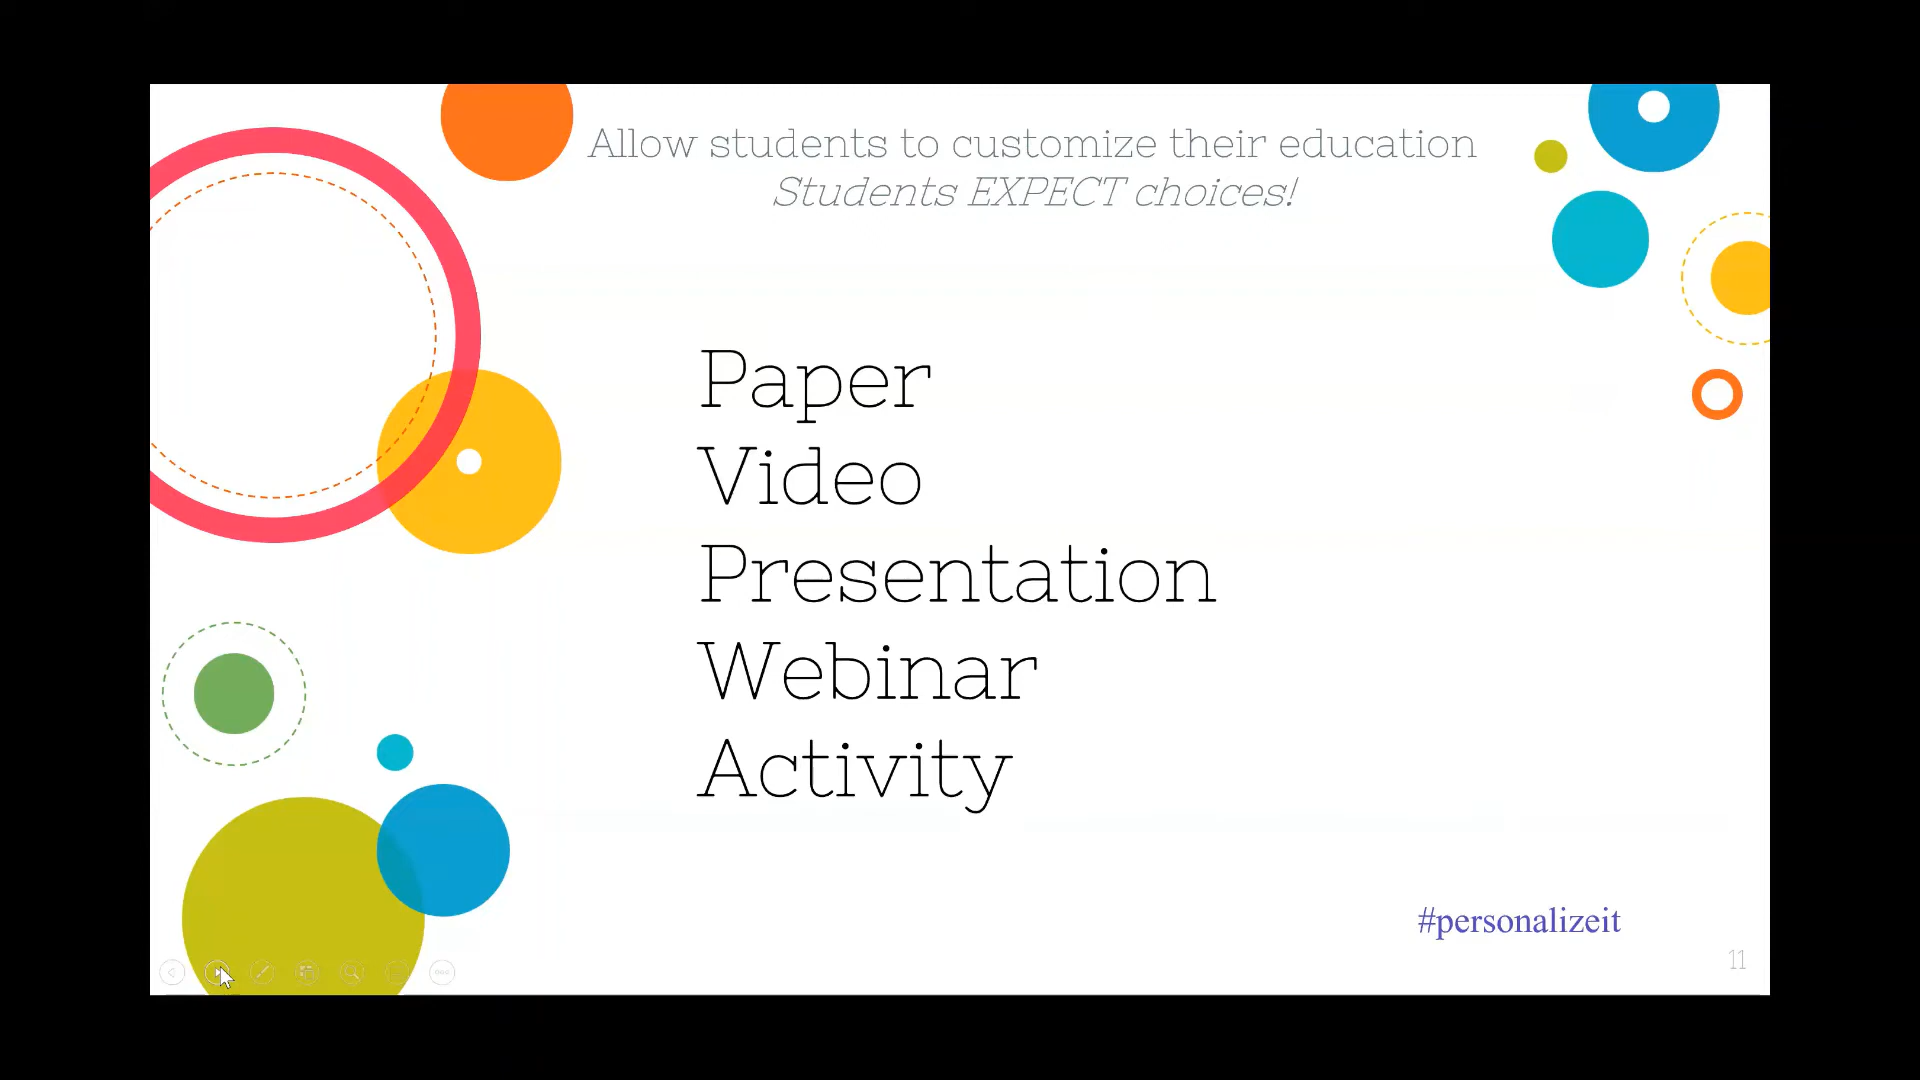 Allow students to customize their education
Students EXPECT choices!
Paper
Video
Presentation
Webinar
Activity
#personalizeit
11